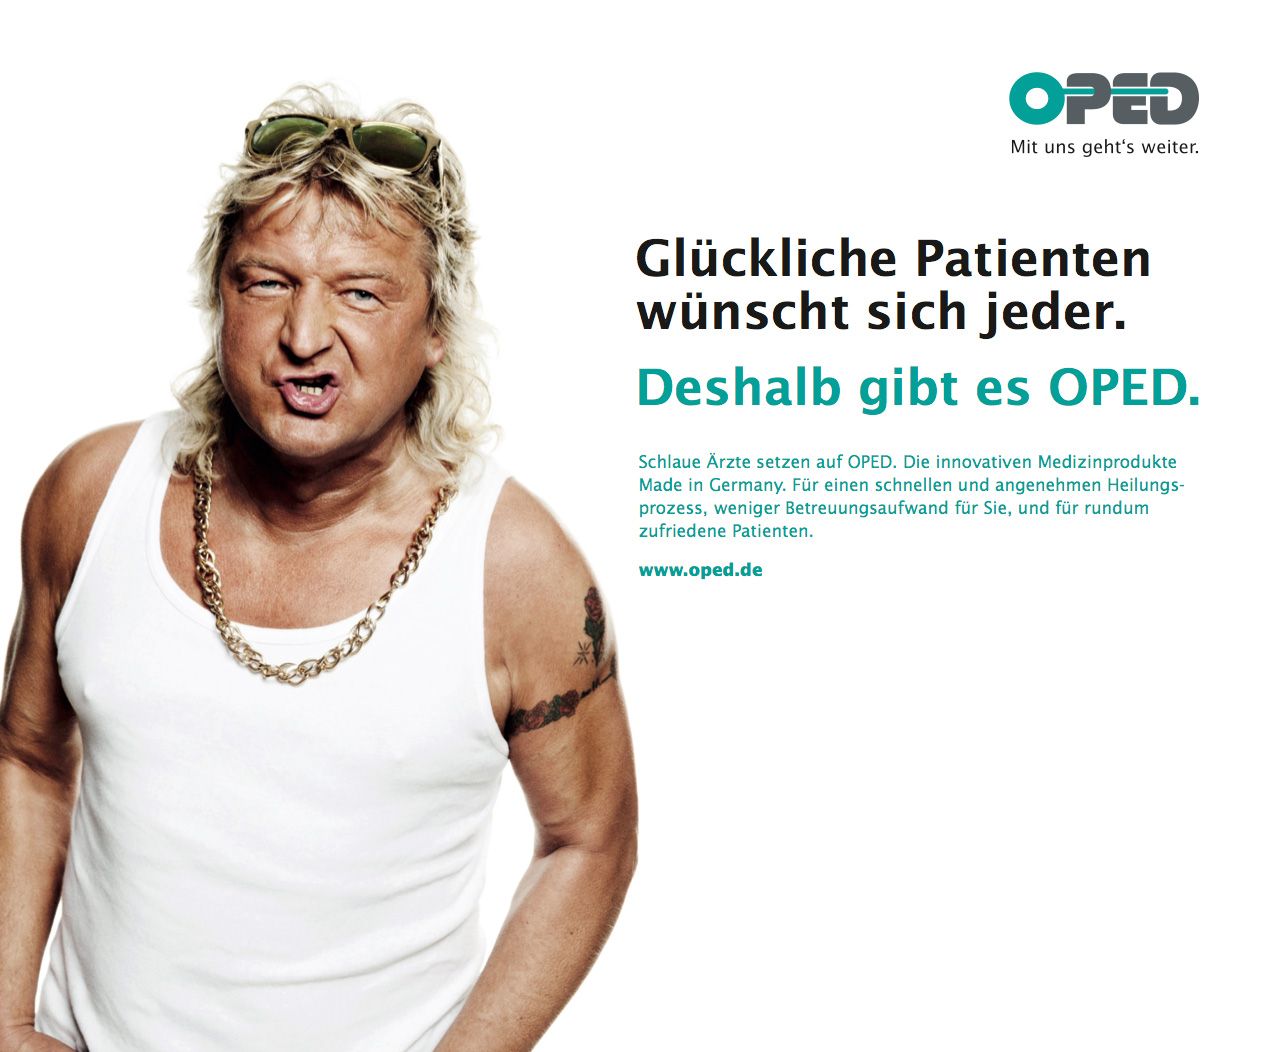 OPED
Mit uns geht‘s weiter.
Glückliche Patienten
wünscht sich jeder.
Deshalb gibt es OPED.
Schlaue Ärzte setzen auf OPED. Die innovativen Medizinprodukte
Made in Germany. Für einen schnellen und angenehmen Heilungs-
prozess, weniger Betreuungsaufwand für Sie, und für rundum
zufriedene Patienten.
www.oped.de